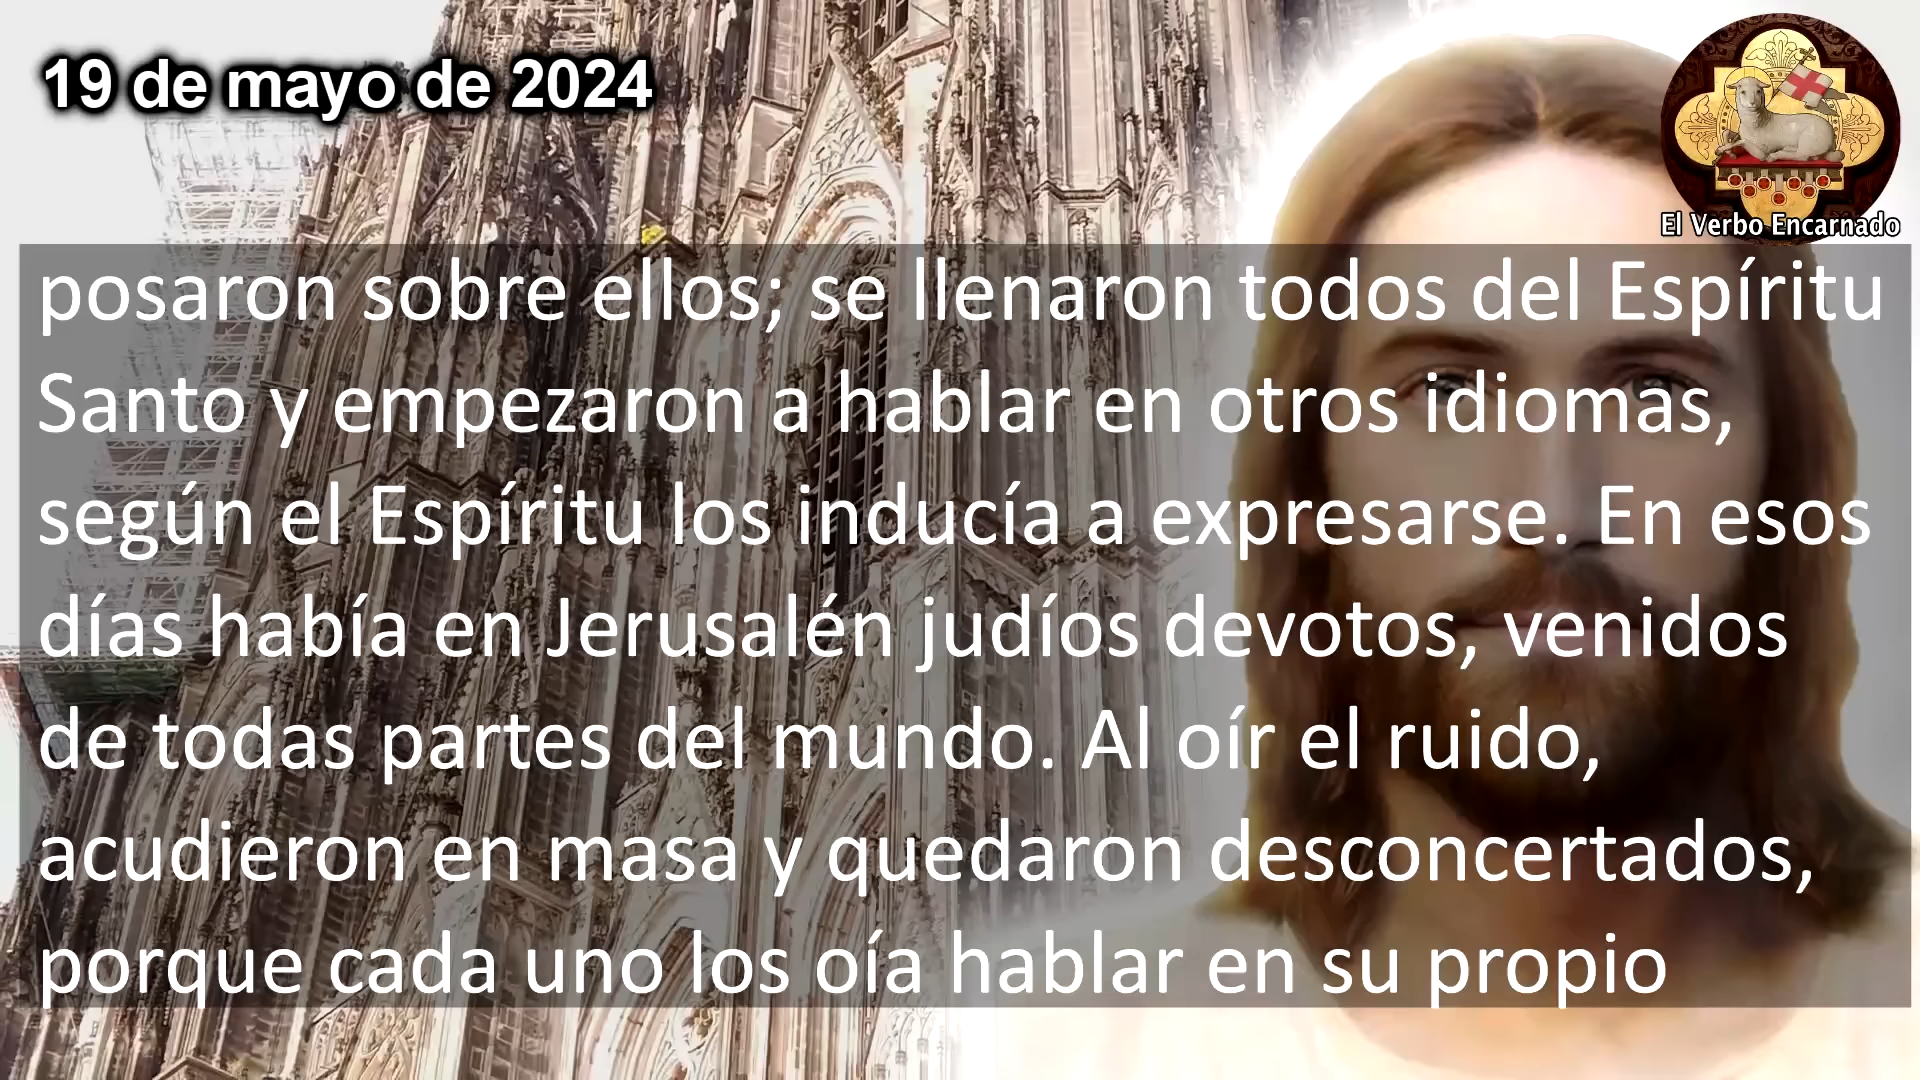 19 de mayo de 2024
El Verbo Encarnado
posaron sobre ellos; se llenaron todos del Espíritu
Santo y empezaron a hablar en otros idiomas,
según el Espíritu los inducía a expresarse. En esos
días había en Jerusalén judíos devotos, venidos
de todas partes del mundo. Al oír el ruido,
acudieron en masa y quedaron desconcertados,
porque cada uno los oía hablar en su propio